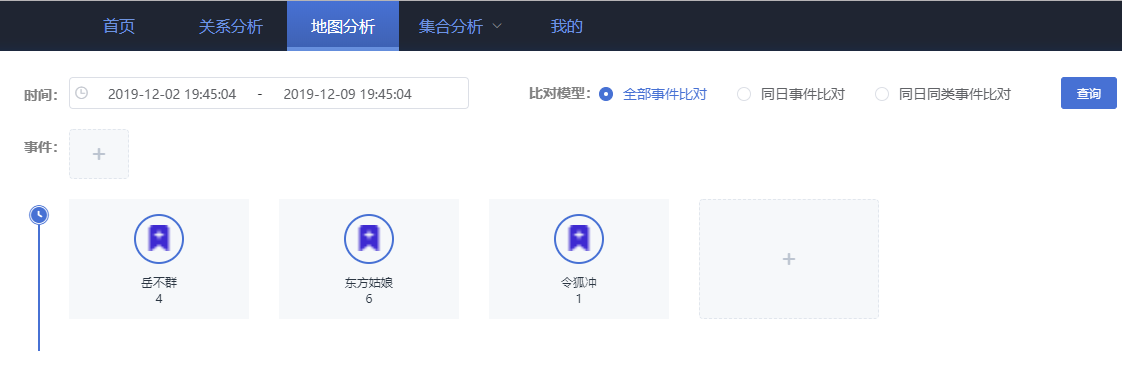 首页 关系分析 地图分析 集合分析 我的
时间: 2019-12-02 19:45:04 - 2019-12-09 19:45:04 比对模型: 全部事件比对 同日事件比对 同日同类事件比对 查询
事件:
岳不群 东方姑娘 令狐冲
4 6 1